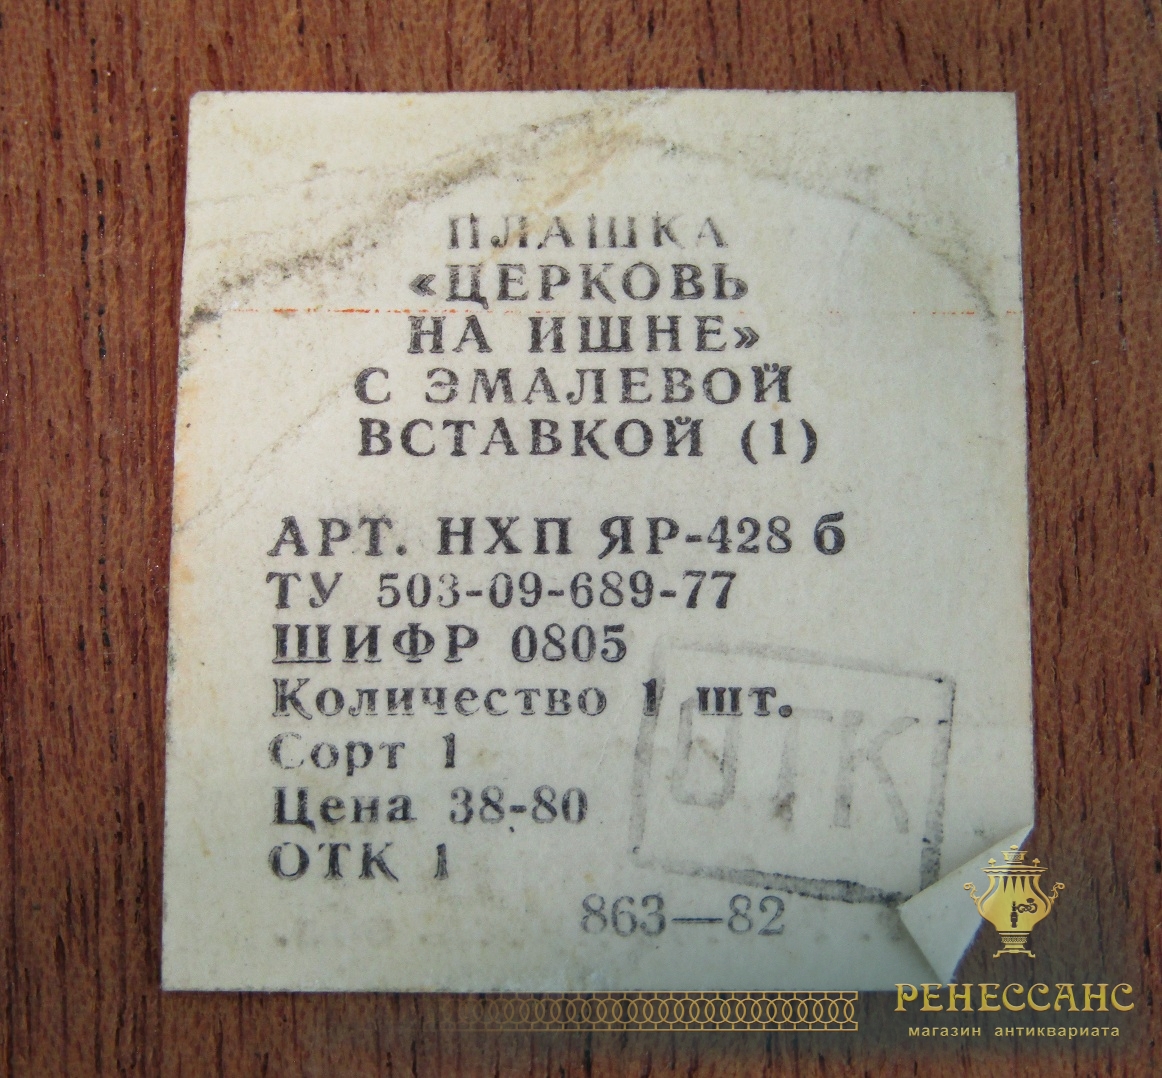 ПЛАШКА
«ЦЕРКОВЬ
НА ИШНЕ»
С ЭМАЛЕВОЙ
ВСТАВКОЙ (1)
АРТ. НХП ЯР-428 б
ТУ 503-09-689-77
ШИФР 0805
Количество 1 шт.
Сорт 1
Цена 38-80
ОТК 1
ОТК
863—82
РЕНЕССАНС
магазин антиквариата